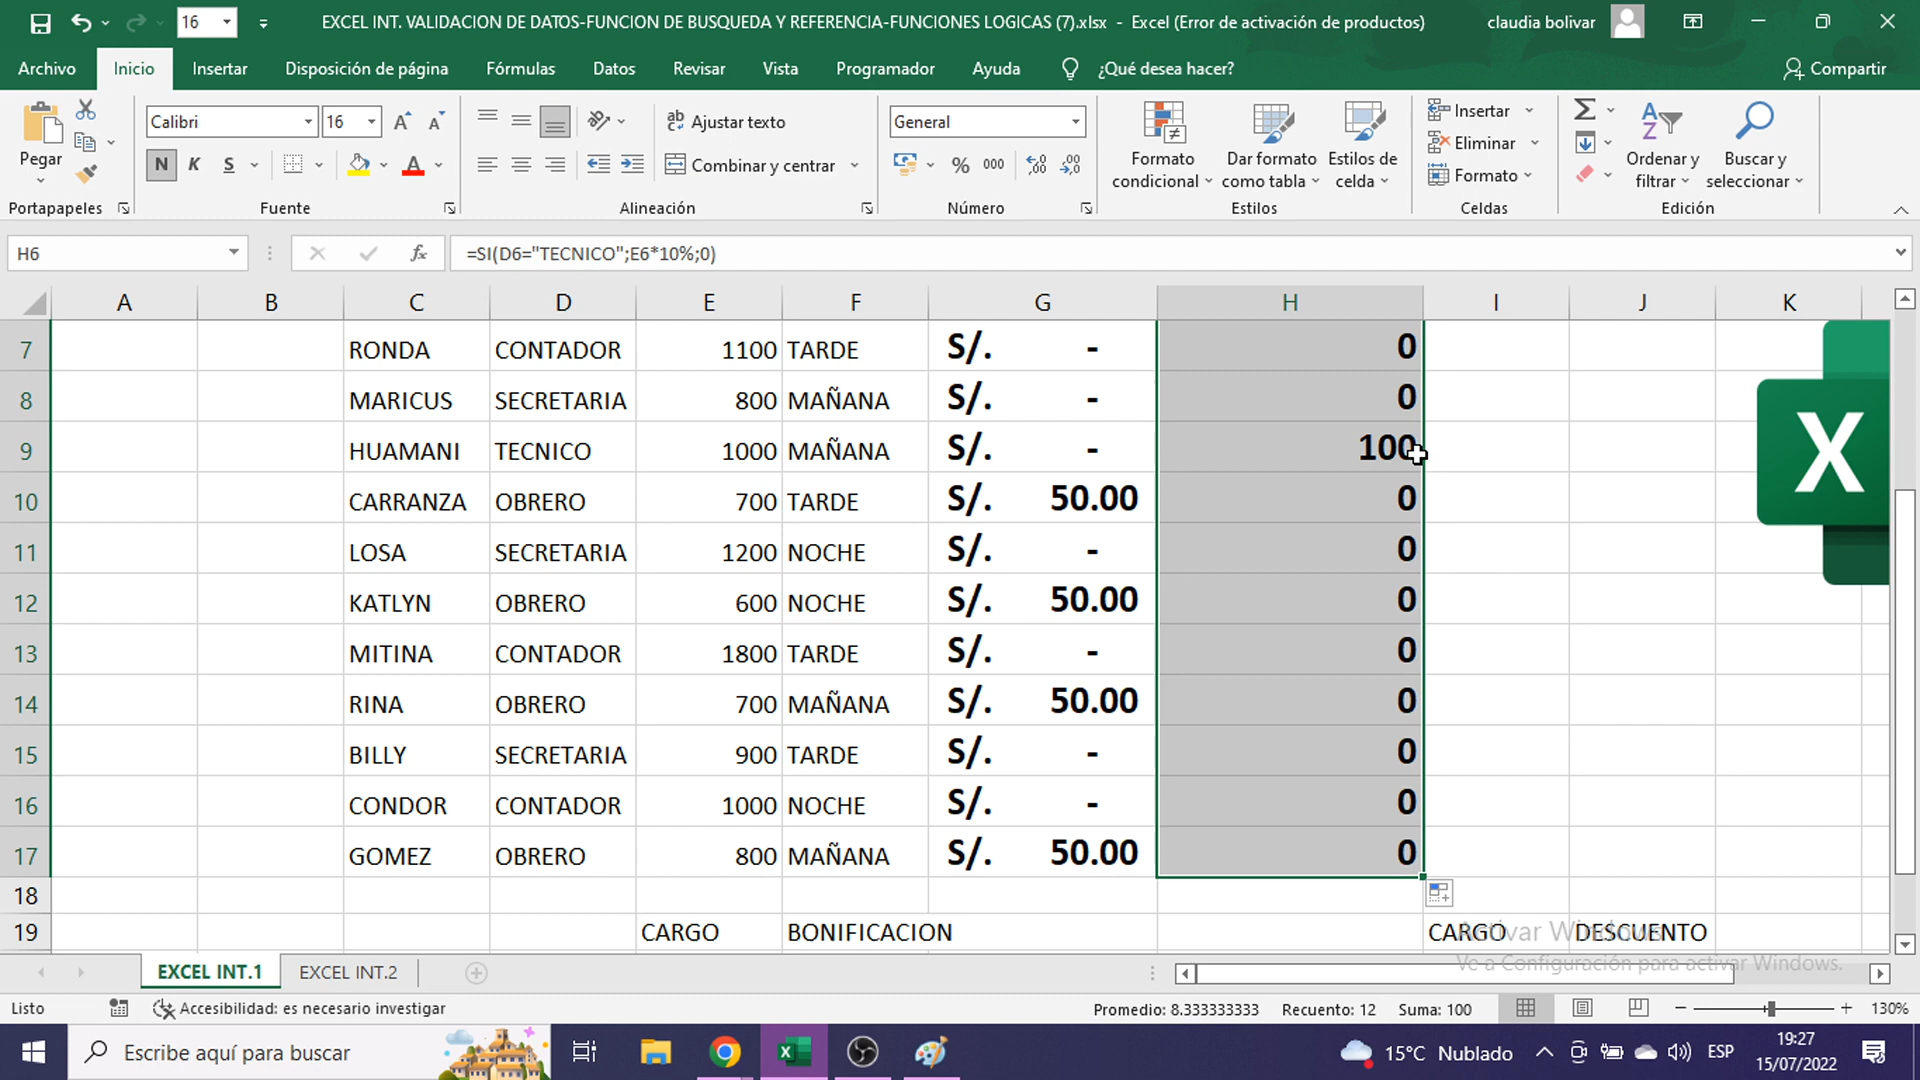 16
EXCEL INT. VALIDACION DE DATOS-FUNCION DE BUSQUEDA Y REFERENCIA-FUNCIONES LOGICAS (7).xlsx - Excel (Error de activación de productos)
claudia bolivar
Archivo Inicio Insertar Disposición de página Fórmulas Datos Revisar Vista Programador Ayuda ¿Qué desea hacer? Compartir
Pegar
Calibri 16
N K S
Ajustar texto
Combinar y centrar
General
% 000
Formato condicional
Dar formato como tabla
Estilos de celda
Insertar
Eliminar
Formato
Ordenar y filtrar
Buscar y seleccionar
Portapapeles Fuente Alineación Número Estilos Celdas Edición
H6 fx =SI(D6="TECNICO";E6*10%;0)
A B C D E F G H I J K
7 RONDA CONTADOR 1100 TARDE S/. - 0
8 MARICUS SECRETARIA 800 MAÑANA S/. - 0
9 HUAMANI TECNICO 1000 MAÑANA S/. - 100
10 CARRANZA OBRERO 700 TARDE S/. 50.00 0
11 LOSA SECRETARIA 1200 NOCHE S/. - 0
12 KATLYN OBRERO 600 NOCHE S/. 50.00 0
13 MITINA CONTADOR 1800 TARDE S/. - 0
14 RINA OBRERO 700 MAÑANA S/. 50.00 0
15 BILLY SECRETARIA 900 TARDE S/. - 0
16 CONDOR CONTADOR 1000 NOCHE S/. - 0
17 GOMEZ OBRERO 800 MAÑANA S/. 50.00 0
18
19 CARGO BONIFICACION CARGO DESCUENTO
X
Activar Windows
Ve a Configuración para activar Windows.
EXCEL INT.1 EXCEL INT.2
Listo Accesibilidad: es necesario investigar Promedio: 8.333333333 Recuento: 12 Suma: 100 130%
Escribe aquí para buscar
15°C Nublado ESP
19:27
15/07/2022